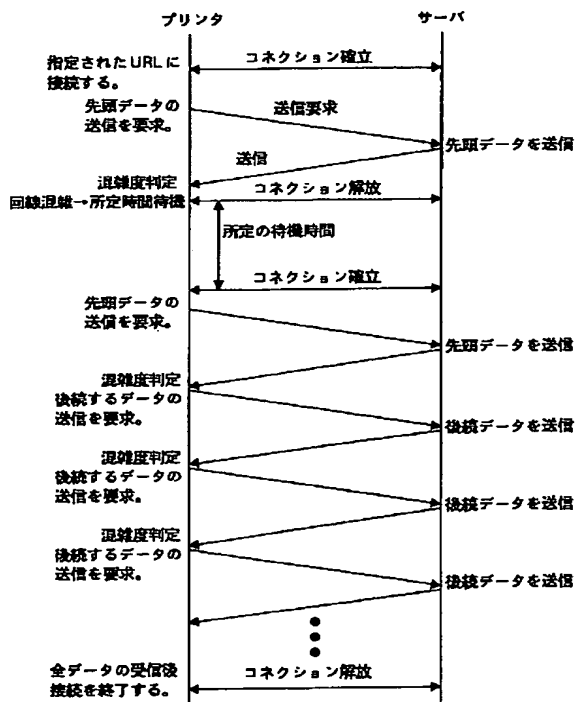 プリンタ
サーバ
指定されたURLに
接続する。
コネクション確立
先頭データの
送信を要求。
送信要求
先頭データを送信
送信
混雑度判定
回線混雑→所定時間待機
コネクション解放
所定の待機時間
コネクション確立
先頭データの
送信を要求。
先頭データを送信
混雑度判定
後続するデータの
送信を要求。
後続データを送信
混雑度判定
後続するデータの
送信を要求。
後続データを送信
混雑度判定
後続するデータの
送信を要求。
後続データを送信
全データの受信後
接続を終了する。
コネクション解放